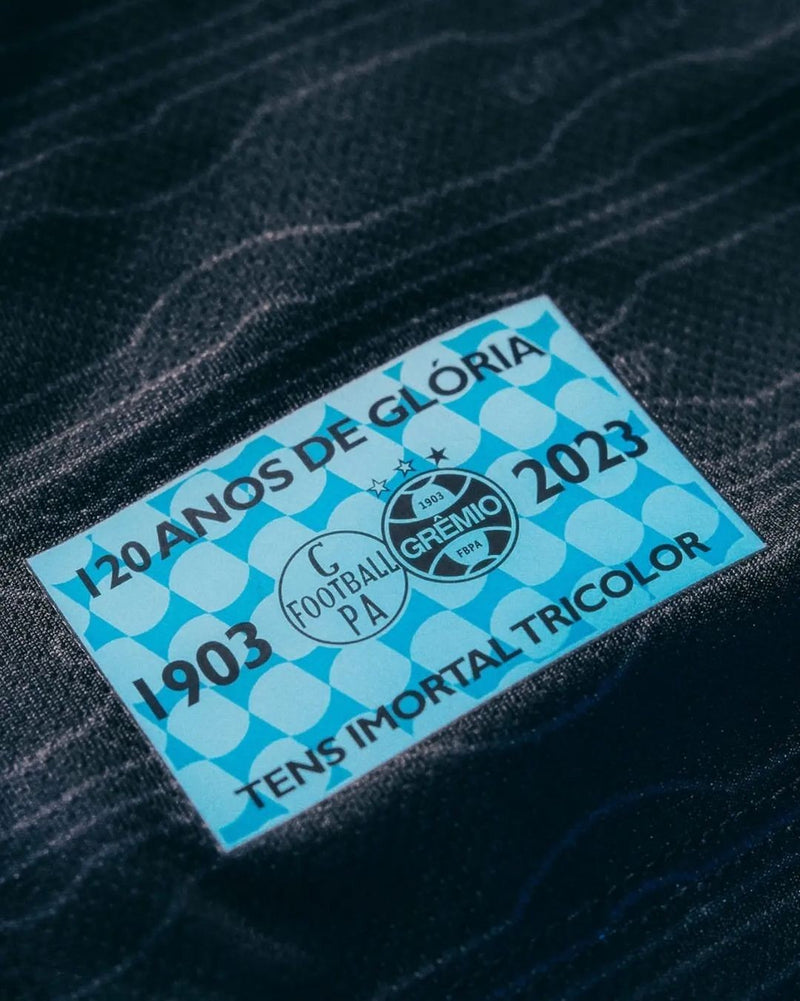 120 ANOS DE GLÓRIA
1903
G
FOOTBALL
PA
1903
GRÊMIO
FBPA
2023
TENS IMORTAL TRICOLOR